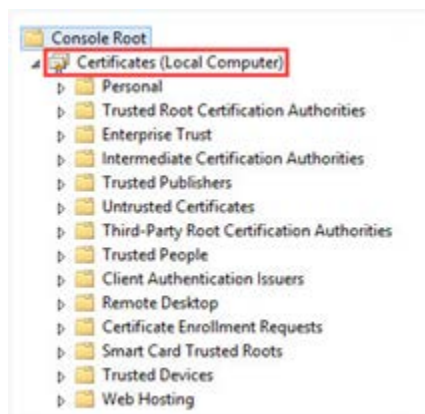 Console Root
Certificates (Local Computer)
Personal
Trusted Root Certification Authorities
Enterprise Trust
Intermediate Certification Authorities
Trusted Publishers
Untrusted Certificates
Third-Party Root Certification Authorities
Trusted People
Client Authentication Issuers
Remote Desktop
Certificate Enrollment Requests
Smart Card Trusted Roots
Trusted Devices
Web Hosting